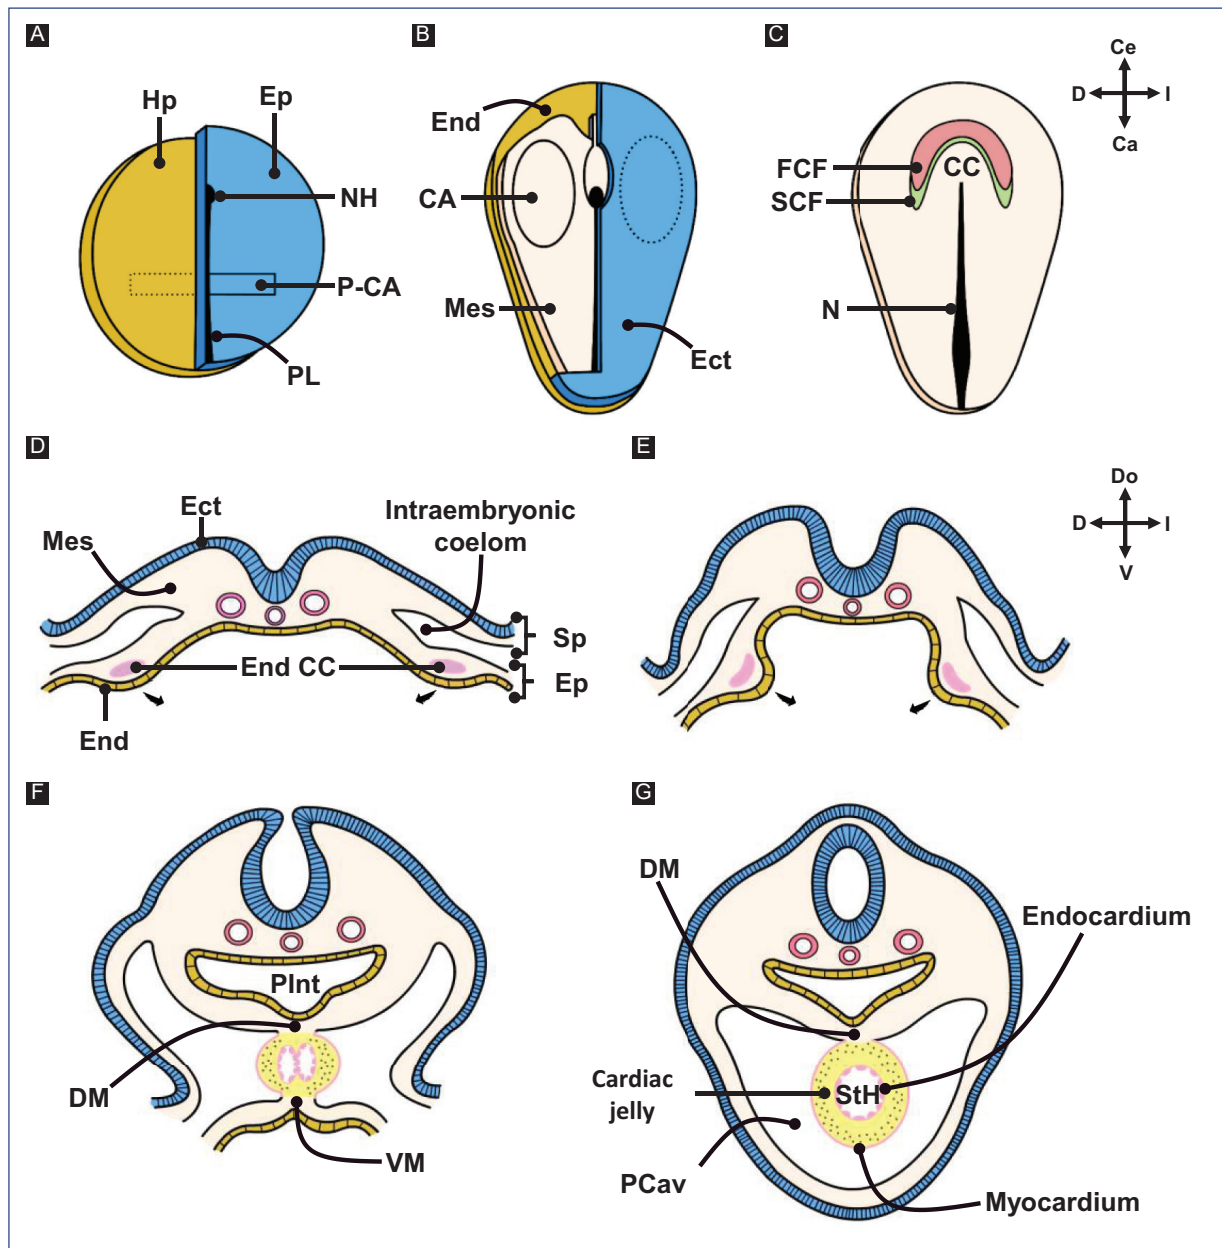 A
Hp
Ep
NH
P-CA
PL
B
End
CA
Mes
Ect
C
Ce
D
I
Ca
FCF
CC
SCF
N
D
Ect
Mes
Intraembryonic
coelom
Sp
End CC
Ep
End
E
Do
D
I
V
F
PInt
DM
VM
G
DM
Endocardium
Cardiac
jelly
StH
PCav
Myocardium